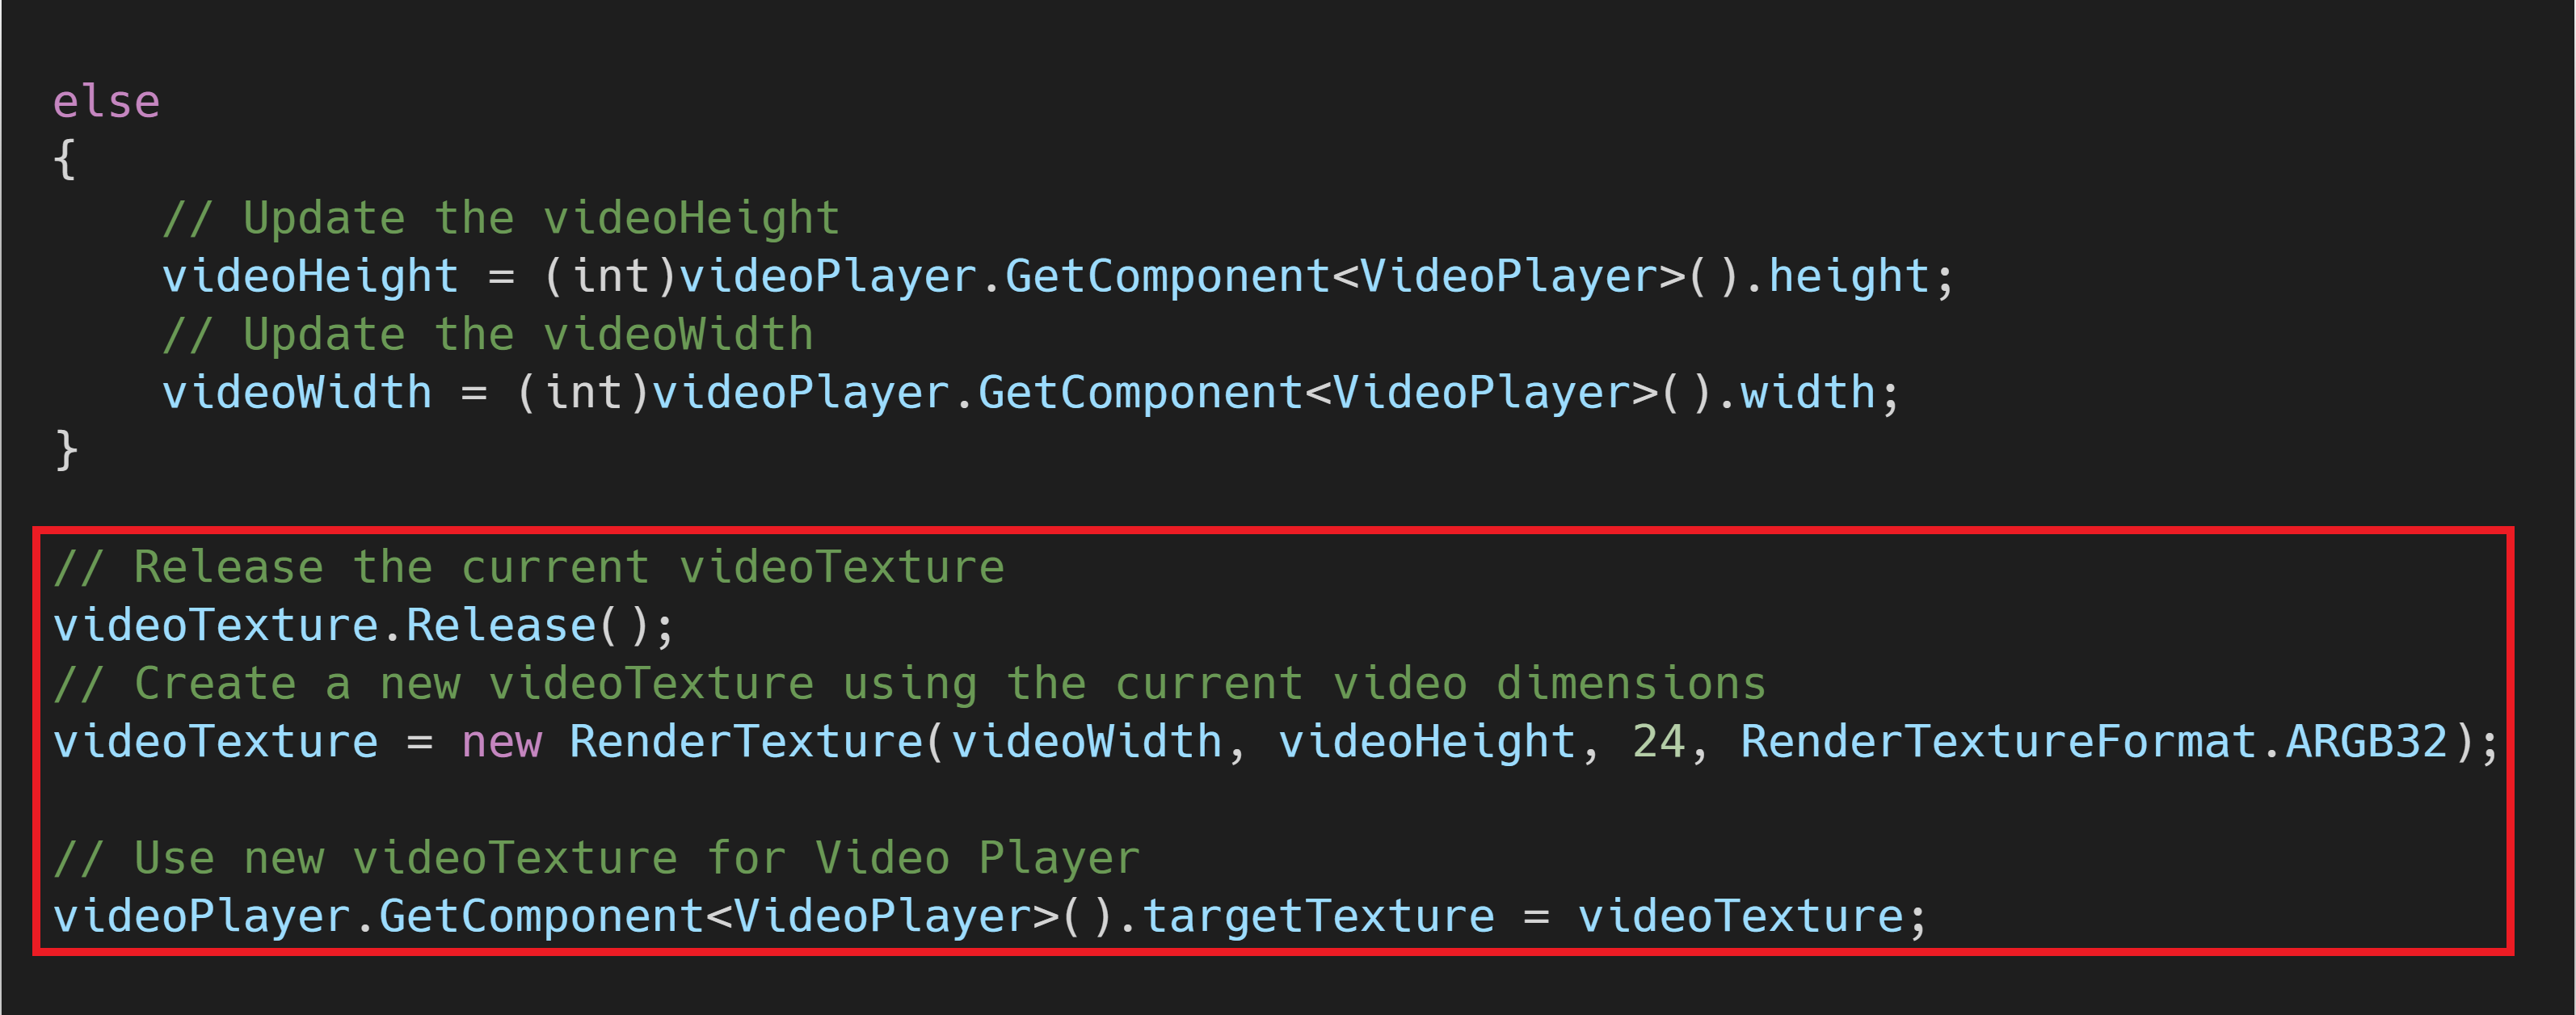 else
{
    // Update the videoHeight
    videoHeight = (int)videoPlayer.GetComponent<VideoPlayer>().height;
    // Update the videoWidth
    videoWidth = (int)videoPlayer.GetComponent<VideoPlayer>().width;
}
// Release the current videoTexture
videoTexture.Release();
// Create a new videoTexture using the current video dimensions
videoTexture = new RenderTexture(videoWidth, videoHeight, 24, RenderTextureFormat.ARGB32);
// Use new videoTexture for Video Player
videoPlayer.GetComponent<VideoPlayer>().targetTexture = videoTexture;